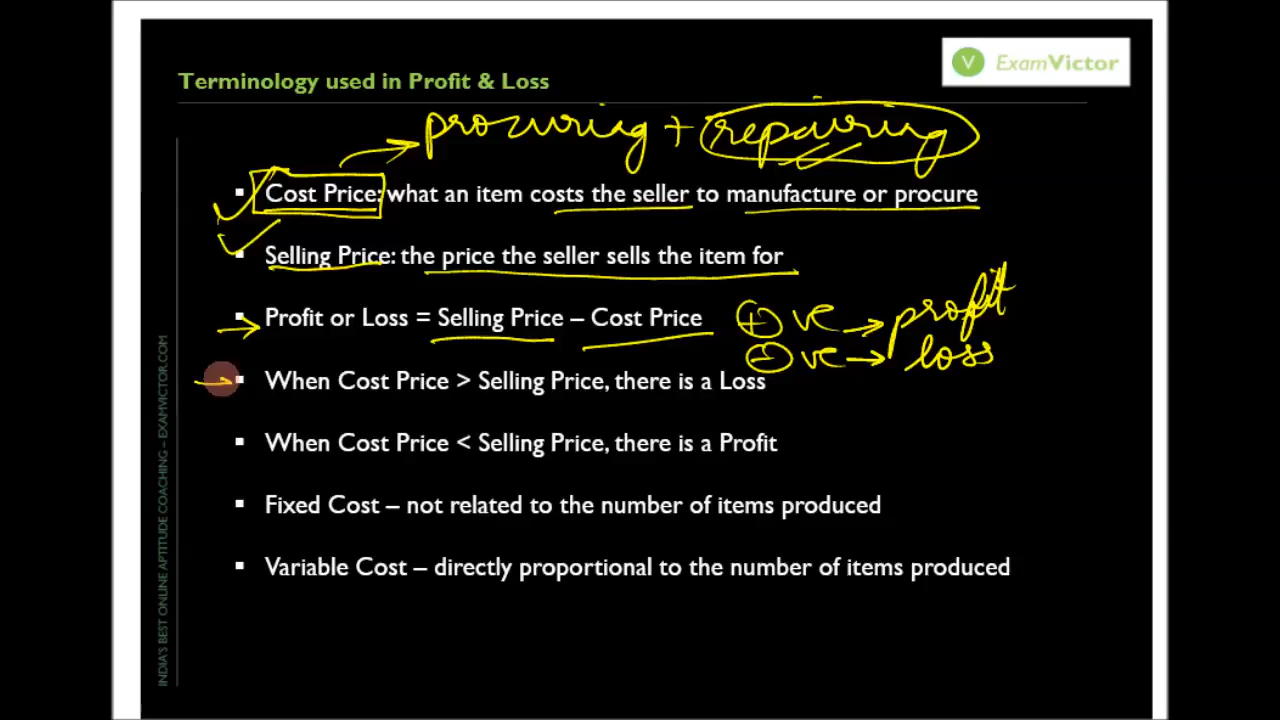 V ExamVictor
Terminology used in Profit & Loss
procuring + repairing
▪ Cost Price: what an item costs the seller to manufacture or procure
▪ Selling Price: the price the seller sells the item for
▪ Profit or Loss = Selling Price – Cost Price
+ ve → profit
- ve → loss
▪ When Cost Price > Selling Price, there is a Loss
▪ When Cost Price < Selling Price, there is a Profit
▪ Fixed Cost – not related to the number of items produced
▪ Variable Cost – directly proportional to the number of items produced
INDIA'S BEST ONLINE APTITUDE COACHING – EXAMVICTOR.COM